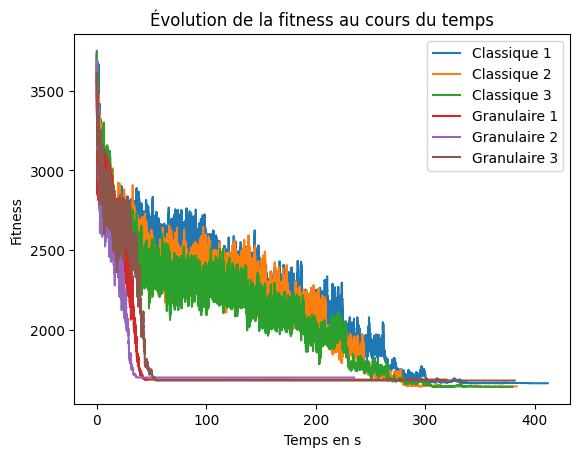 Évolution de la fitness au cours du temps
Fitness
3500
3000
2500
2000
Classique 1
Classique 2
Classique 3
Granulaire 1
Granulaire 2
Granulaire 3
0 100 200 300 400
Temps en s